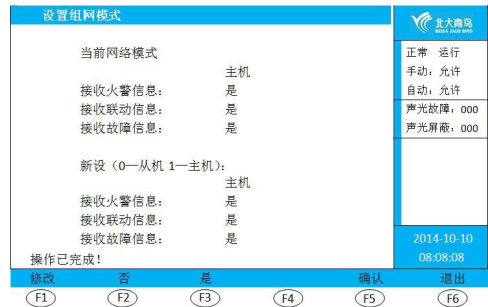 设置组网模式
北大青鸟
BEIDA JADE BIRD
当前网络模式
主机
接收火警信息： 是
接收联动信息： 是
接收故障信息： 是
新设（0—从机 1—主机）：
主机
接收火警信息： 是
接收联动信息： 是
接收故障信息： 是
操作已完成！
正常 运行
手动：允许
自动：允许
声光故障：000
声光屏蔽：000
2014-10-10
08:08:08
修改 否 是 确认 退出
F1 F2 F3 F4 F5 F6